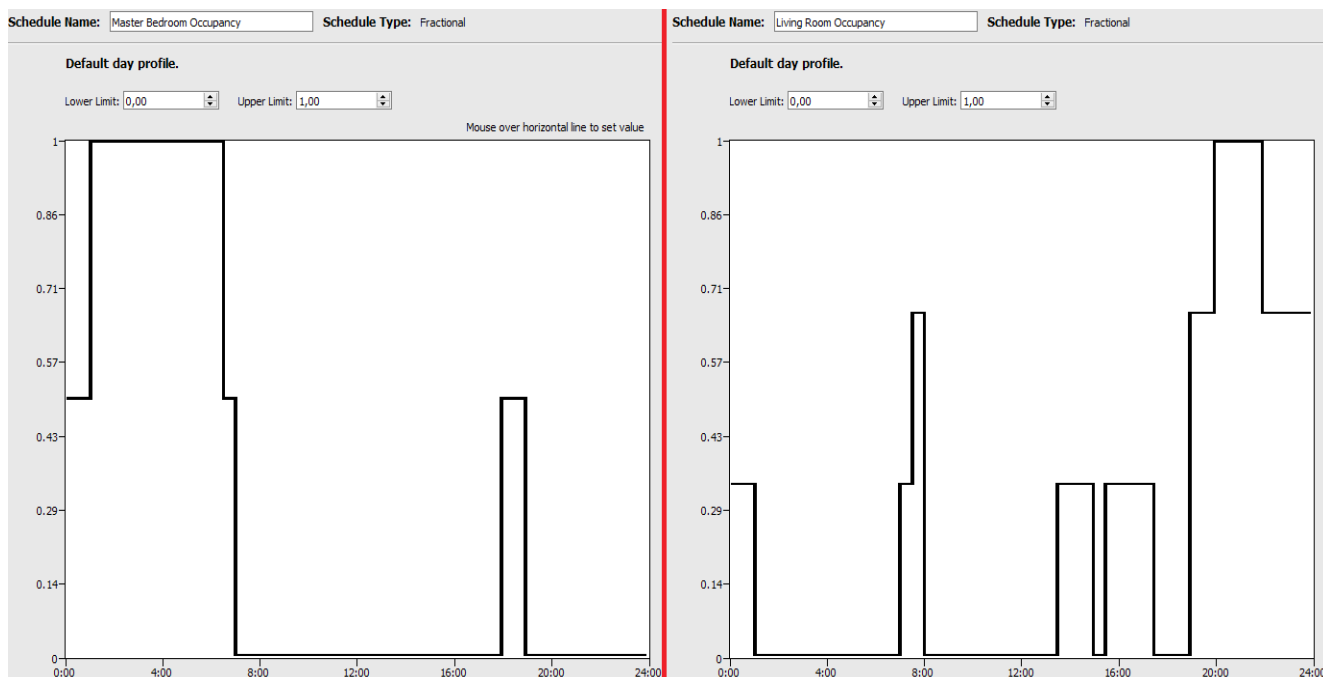 Schedule Name: Master Bedroom Occupancy Schedule Type: Fractional
Default day profile.
Lower Limit: 0,00 Upper Limit: 1,00
Mouse over horizontal line to set value
1
0.86
0.71
0.57
0.43
0.29
0.14
0
0:00 4:00 8:00 12:00 16:00 20:00 24:00
Schedule Name: Living Room Occupancy Schedule Type: Fractional
Default day profile.
Lower Limit: 0,00 Upper Limit: 1,00
1
0.86
0.71
0.57
0.43
0.29
0.14
0
0:00 4:00 8:00 12:00 16:00 20:00 24:00